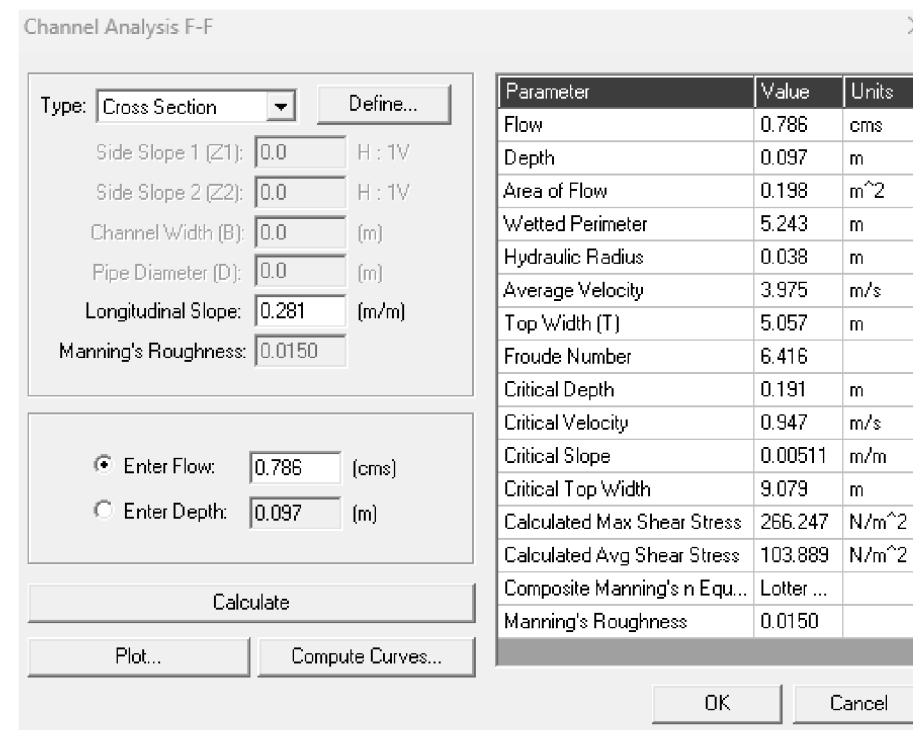 Channel Analysis F-F
Type: Cross Section Define...
Side Slope 1 (Z1): 0.0 H : 1V
Side Slope 2 (Z2): 0.0 H : 1V
Channel Width (B): 0.0 (m)
Pipe Diameter (D): 0.0 (m)
Longitudinal Slope: 0.281 (m/m)
Manning's Roughness: 0.0150
Enter Flow: 0.786 (cms)
Enter Depth: 0.097 (m)
Calculate
Plot... Compute Curves...
Parameter Value Units
Flow 0.786 cms
Depth 0.097 m
Area of Flow 0.198 m^2
Wetted Perimeter 5.243 m
Hydraulic Radius 0.038 m
Average Velocity 3.975 m/s
Top Width (T) 5.057 m
Froude Number 6.416
Critical Depth 0.191 m
Critical Velocity 0.947 m/s
Critical Slope 0.00511 m/m
Critical Top Width 9.079 m
Calculated Max Shear Stress 266.247 N/m^2
Calculated Avg Shear Stress 103.889 N/m^2
Composite Manning's n Equ... Lotter ...
Manning's Roughness 0.0150
OK Cancel